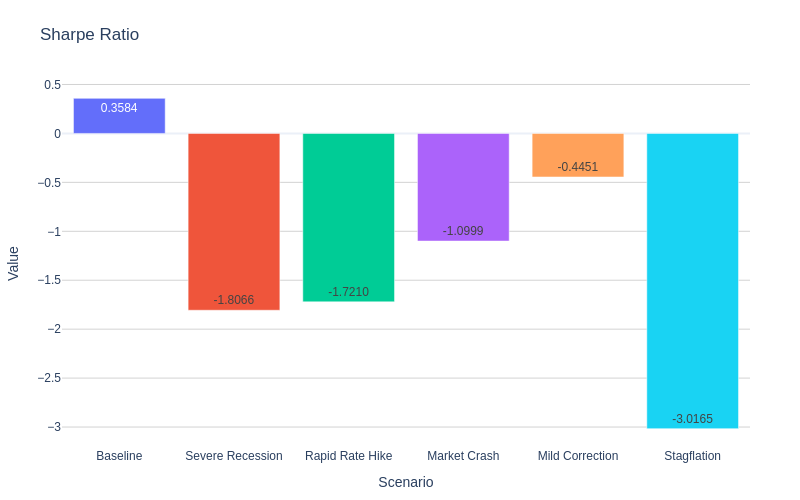 Sharpe Ratio
0.5
0
−0.5
−1
−1.5
−2
−2.5
−3
Value
0.3584
-1.8066
-1.7210
-1.0999
-0.4451
-3.0165
Baseline
Severe Recession
Rapid Rate Hike
Market Crash
Mild Correction
Stagflation
Scenario